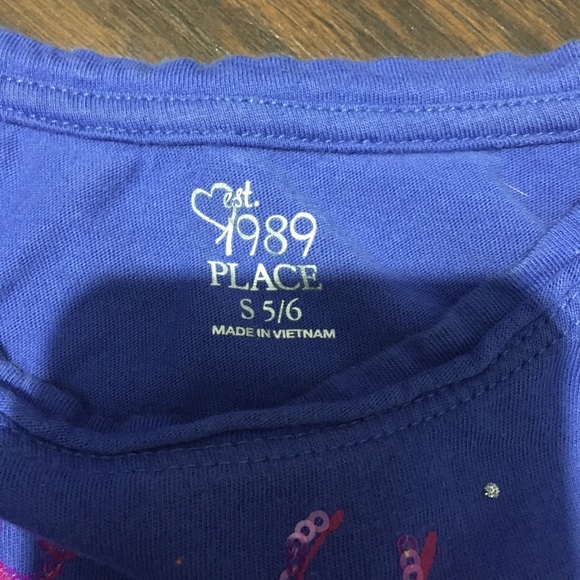 est.
1989
PLACE
S 5/6
MADE IN VIETNAM